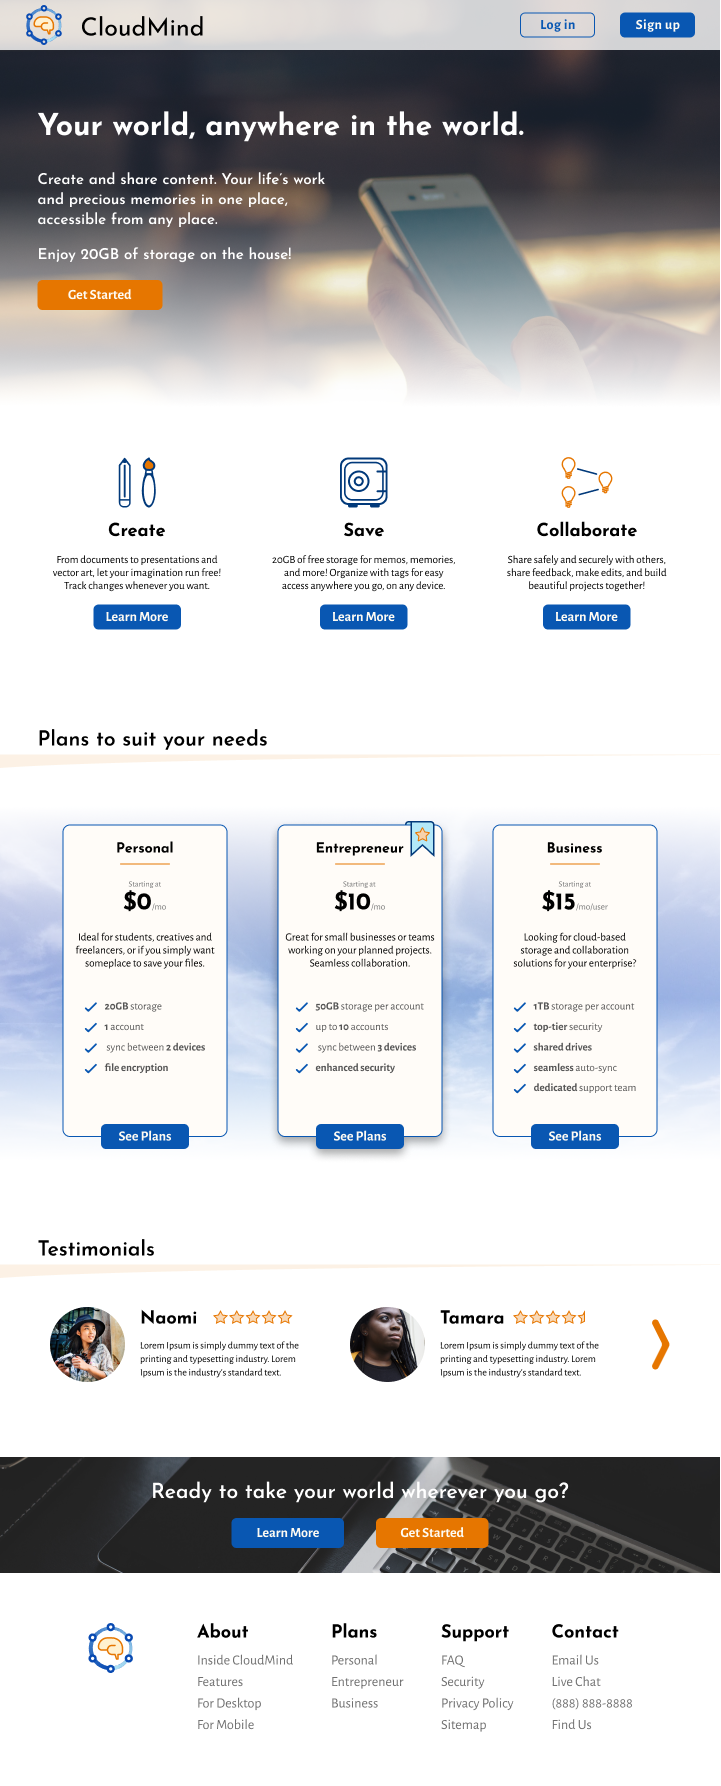 CloudMind
Log in
Sign up
Your world, anywhere in the world.
Create and share content. Your life's work
and precious memories in one place,
accessible from any place.
Enjoy 20GB of storage on the house!
Get Started
Create
From documents to presentations and
vector art, let your imagination run free!
Track changes whenever you want.
Learn More
Save
20GB of free storage for memos, memories,
and more! Organize with tags for easy
access anywhere you go, on any device.
Learn More
Collaborate
Share safely and securely with others,
share feedback, make edits, and build
beautiful projects together!
Learn More
Plans to suit your needs
Personal
Starting at
$0/mo
Ideal for students, creatives and
freelancers, or if you simply want
someplace to save your files.
20GB storage
1 account
sync between 2 devices
file encryption
See Plans
Entrepreneur
Starting at
$10/mo
Great for small businesses or teams
working on your planned projects.
Seamless collaboration.
50GB storage per account
up to 10 accounts
sync between 3 devices
enhanced security
See Plans
Business
Starting at
$15/mo/user
Looking for cloud-based
storage and collaboration
solutions for your enterprise?
1TB storage per account
top-tier security
shared drives
seamless auto-sync
dedicated support team
See Plans
Testimonials
Naomi
Lorem Ipsum is simply dummy text of the
printing and typesetting industry. Lorem
Ipsum is the industry's standard text.
Tamara
Lorem Ipsum is simply dummy text of the
printing and typesetting industry. Lorem
Ipsum is the industry's standard text.
Ready to take your world wherever you go?
Learn More
Get Started
About
Inside CloudMind
Features
For Desktop
For Mobile
Plans
Personal
Entrepreneur
Business
Support
FAQ
Security
Privacy Policy
Sitemap
Contact
Email Us
Live Chat
(888) 888-8888
Find Us